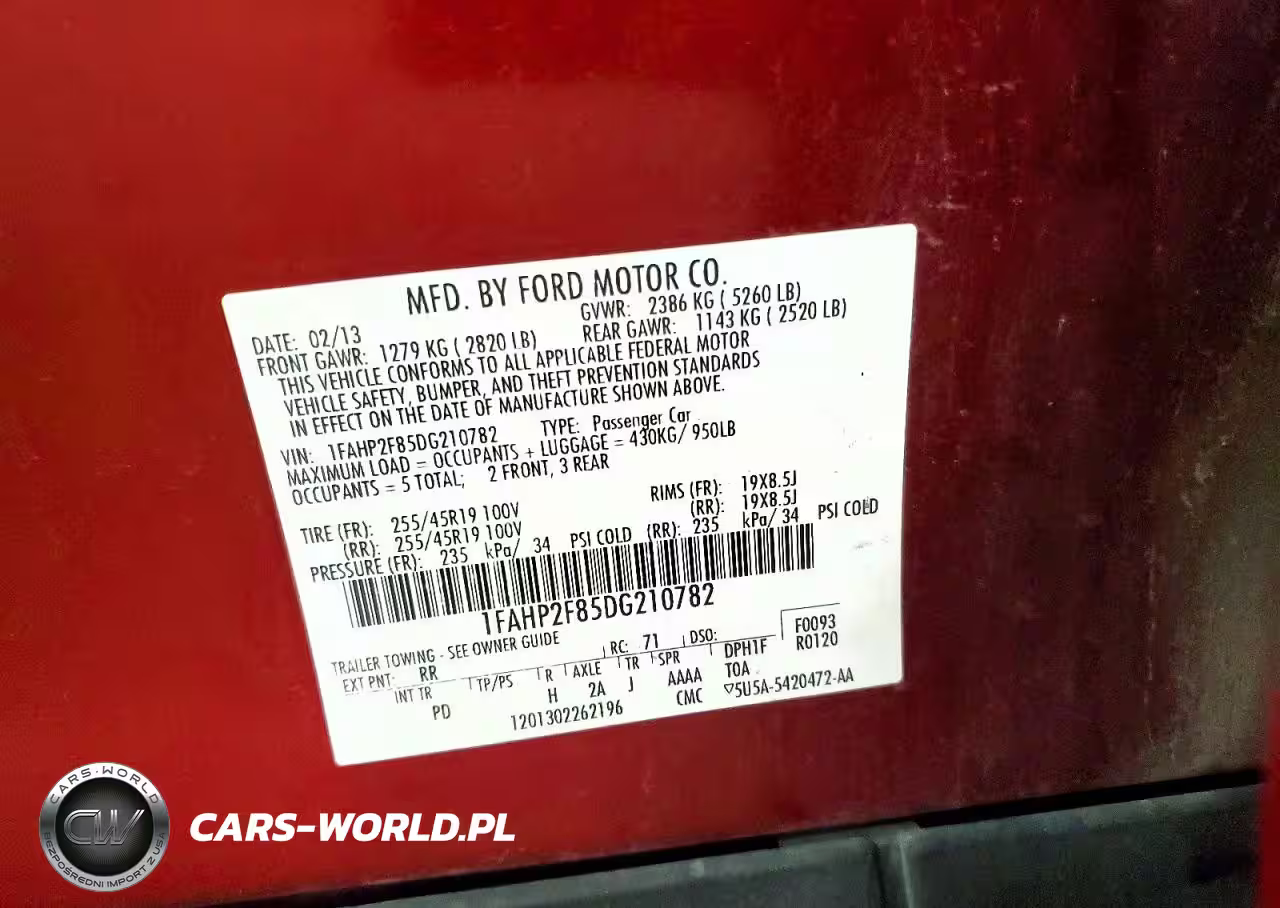 MFD. BY FORD MOTOR CO.
DATE: 02/13 GVWR: 2386 KG ( 5260 LB)
FRONT GAWR: 1279 KG ( 2820 LB) REAR GAWR: 1143 KG ( 2520 LB)
THIS VEHICLE CONFORMS TO ALL APPLICABLE FEDERAL MOTOR
VEHICLE SAFETY, BUMPER, AND THEFT PREVENTION STANDARDS
IN EFFECT ON THE DATE OF MANUFACTURE SHOWN ABOVE.
VIN: 1FAHP2F85DG210782 TYPE: Passenger Car
MAXIMUM LOAD = OCCUPANTS + LUGGAGE = 430KG/ 950LB
OCCUPANTS = 5 TOTAL; 2 FRONT, 3 REAR
TIRE (FR): 255/45R19 100V RIMS (FR): 19X8.5J
(RR): 255/45R19 100V (RR): 19X8.5J
PRESSURE (FR): 235 kPa/ 34 PSI COLD (RR): 235 kPa/ 34 PSI COLD
1FAHP2F85DG210782
TRAILER TOWING - SEE OWNER GUIDE F0093
EXT PNT: RR RC: 71 DSO: R0120
INT TR TP/PS R AXLE TR SPR DPH1F
PD H 2A J AAAA TOA
1201302262196 CMC ▽5U5A-5420472-AA
CARS-WORLD
CW
BEZPOŚREDNI IMPORT Z USA
CARS-WORLD.PL